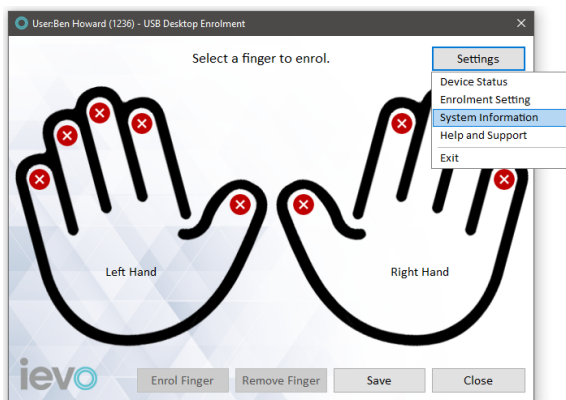 User:Ben Howard (1236) - USB Desktop Enrolment
Select a finger to enrol.
Settings
Device Status
Enrolment Setting
System Information
Help and Support
Exit
Left Hand
Right Hand
ievo
Enrol Finger
Remove Finger
Save
Close